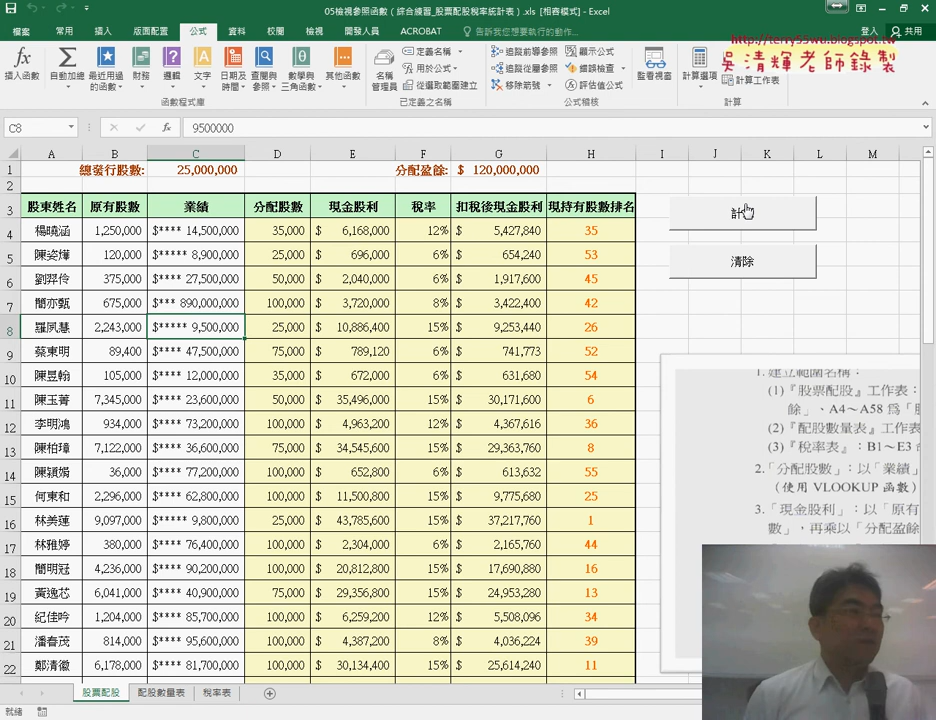 05檢視參照函數（綜合練習_股票配股稅率統計表）.xls [相容模式] - Excel
檔案 常用 插入 版面配置 公式 資料 校閱 檢視 開發人員 ACROBAT 告訴我您想要執行的動作... 登入 共用
http://terry55wu.blogspot.tw
吳清輝老師錄製
插入函數 自動加總 最近用過的函數 財務 邏輯 文字 日期及時間 查閱與參照 數學與三角函數 其他函數
名稱管理員 定義名稱 用於公式 從選取範圍建立
追蹤前導參照 追蹤從屬參照 移除箭號 顯示公式 錯誤檢查 評估值公式 監看視窗
計算選項 計算工作表
函數程式庫 已定義之名稱 公式稽核 計算
C8 fx 9500000
A B C D E F G H I J K L M
1 總發行股數: 25,000,000 分配盈餘: $ 120,000,000
2
3 股東姓名 原有股數 業績 分配股數 現金股利 稅率 扣稅後現金股利 現持有股數排名
4 楊曉涵 1,250,000 $**** 14,500,000 35,000 $ 6,168,000 12% $ 5,427,840 35
5 陳姿燁 120,000 $***** 8,900,000 25,000 $ 696,000 6% $ 654,240 53
6 劉羿伶 375,000 $**** 27,500,000 50,000 $ 2,040,000 6% $ 1,917,600 45
7 簡亦甄 675,000 $*** 890,000,000 100,000 $ 3,720,000 8% $ 3,422,400 42
8 羅夙慧 2,243,000 $***** 9,500,000 25,000 $ 10,886,400 15% $ 9,253,440 26
9 蔡東明 89,400 $**** 47,500,000 75,000 $ 789,120 6% $ 741,773 52
10 陳昱翰 105,000 $**** 12,000,000 35,000 $ 672,000 6% $ 631,680 54
11 陳玉菁 7,345,000 $**** 23,600,000 50,000 $ 35,496,000 15% $ 30,171,600 6
12 李明鴻 934,000 $**** 73,200,000 100,000 $ 4,963,200 12% $ 4,367,616 36
13 陳柏璋 7,122,000 $**** 36,600,000 75,000 $ 34,545,600 15% $ 29,363,760 8
14 陳穎娟 36,000 $**** 77,200,000 100,000 $ 652,800 6% $ 613,632 55
15 何東和 2,296,000 $**** 62,800,000 100,000 $ 11,500,800 15% $ 9,775,680 25
16 林美蓮 9,097,000 $***** 9,800,000 25,000 $ 43,785,600 15% $ 37,217,760 1
17 林雅婷 380,000 $**** 76,400,000 100,000 $ 2,304,000 6% $ 2,165,760 44
18 簡明冠 4,236,000 $**** 90,200,000 100,000 $ 20,812,800 15% $ 17,690,880 16
19 黃逸芯 6,041,000 $**** 40,900,000 75,000 $ 29,356,800 15% $ 24,953,280 13
20 紀佳吟 1,204,000 $**** 85,700,000 100,000 $ 6,259,200 12% $ 5,508,096 34
21 潘春茂 814,000 $**** 95,600,000 100,000 $ 4,387,200 8% $ 4,036,224 39
22 鄭清徽 6,178,000 $**** 81,700,000 100,000 $ 30,134,400 15% $ 25,614,240 11
清除
1. 建立範圍名稱：
(1)『股票配股』工作表：
餘」、A4～A58 為「
(2)『配股數量表』工作表
(3)『稅率表』：B1～E3
2.「分配股數」：以「業績」
（使用 VLOOKUP 函數）
3.「現金股利」：以「原有
數」，再乘以「分配盈餘
股票配股 配股數量表 稅率表
就緒